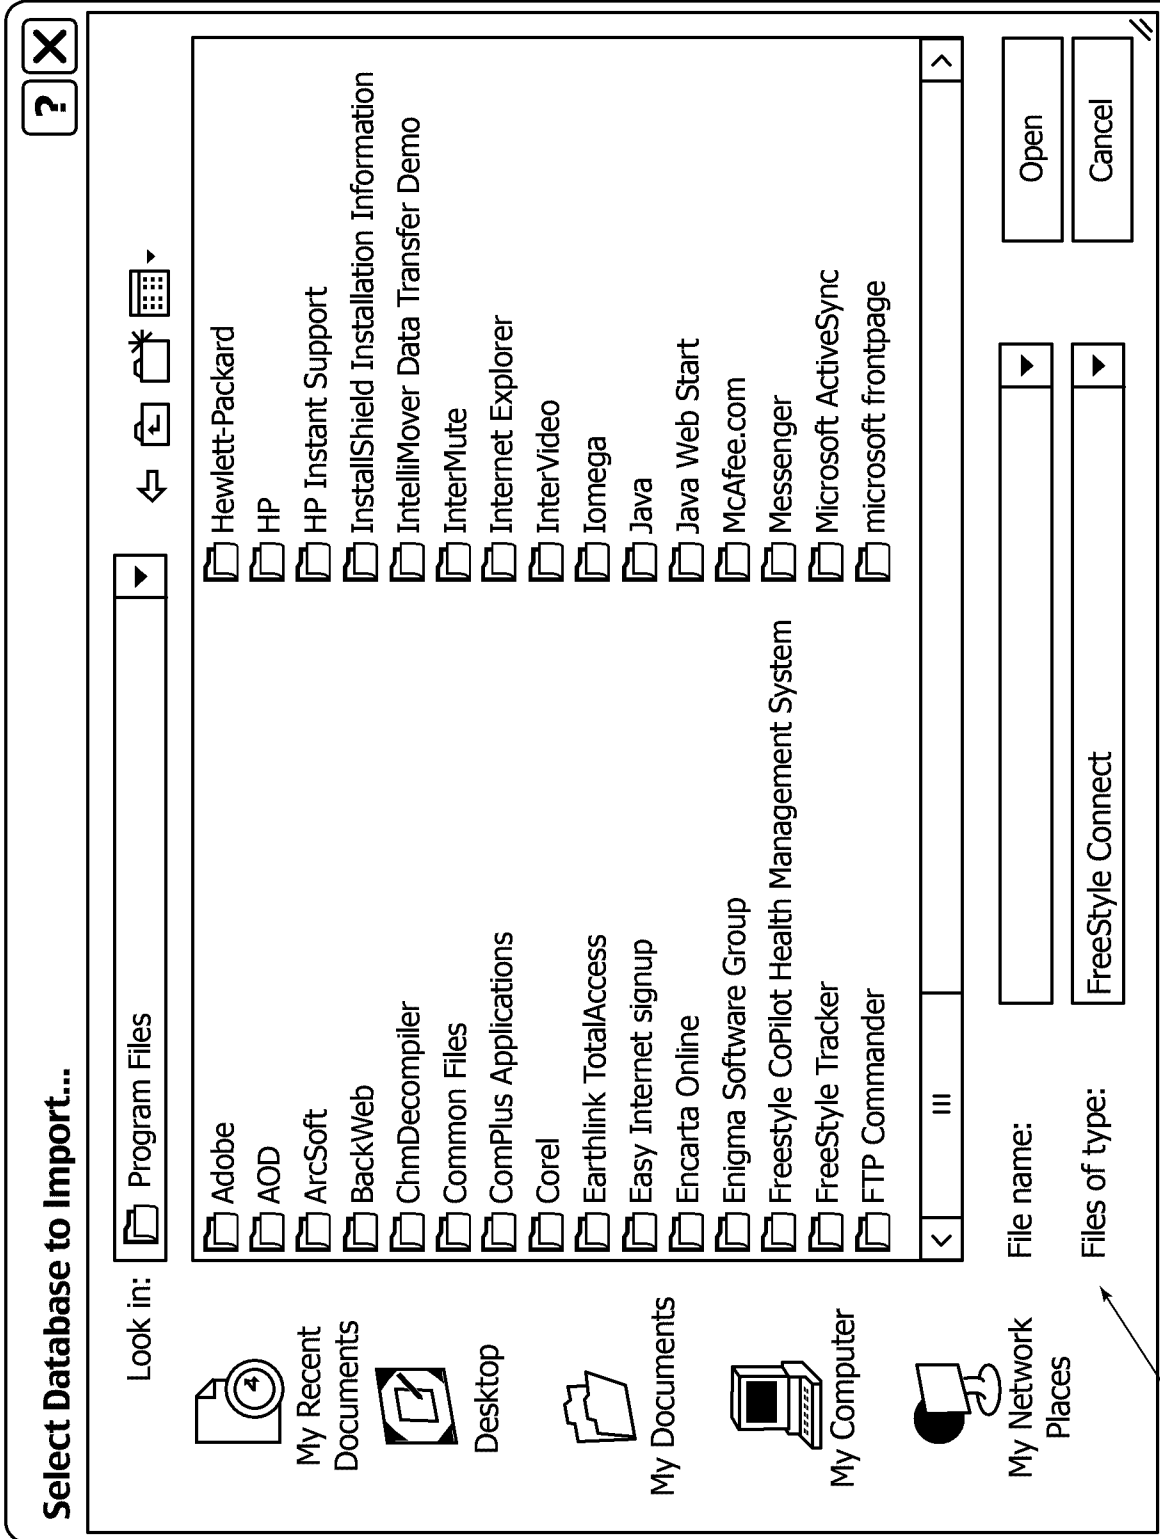 Select Database to Import...
?
X
Look in:
Program Files
My Recent
Documents
Desktop
My Documents
My Computer
My Network
Places
Adobe
AOD
ArcSoft
BackWeb
ChmDecompiler
Common Files
ComPlus Applications
Corel
Earthlink TotalAccess
Easy Internet signup
Encarta Online
Enigma Software Group
Freestyle CoPilot Health Management System
FreeStyle Tracker
FTP Commander
Hewlett-Packard
HP
HP Instant Support
InstallShield Installation Information
IntelliMover Data Transfer Demo
InterMute
Internet Explorer
InterVideo
Iomega
Java
Java Web Start
McAfee.com
Messenger
Microsoft ActiveSync
microsoft frontpage
File name:
Open
Files of type:
FreeStyle Connect
Cancel